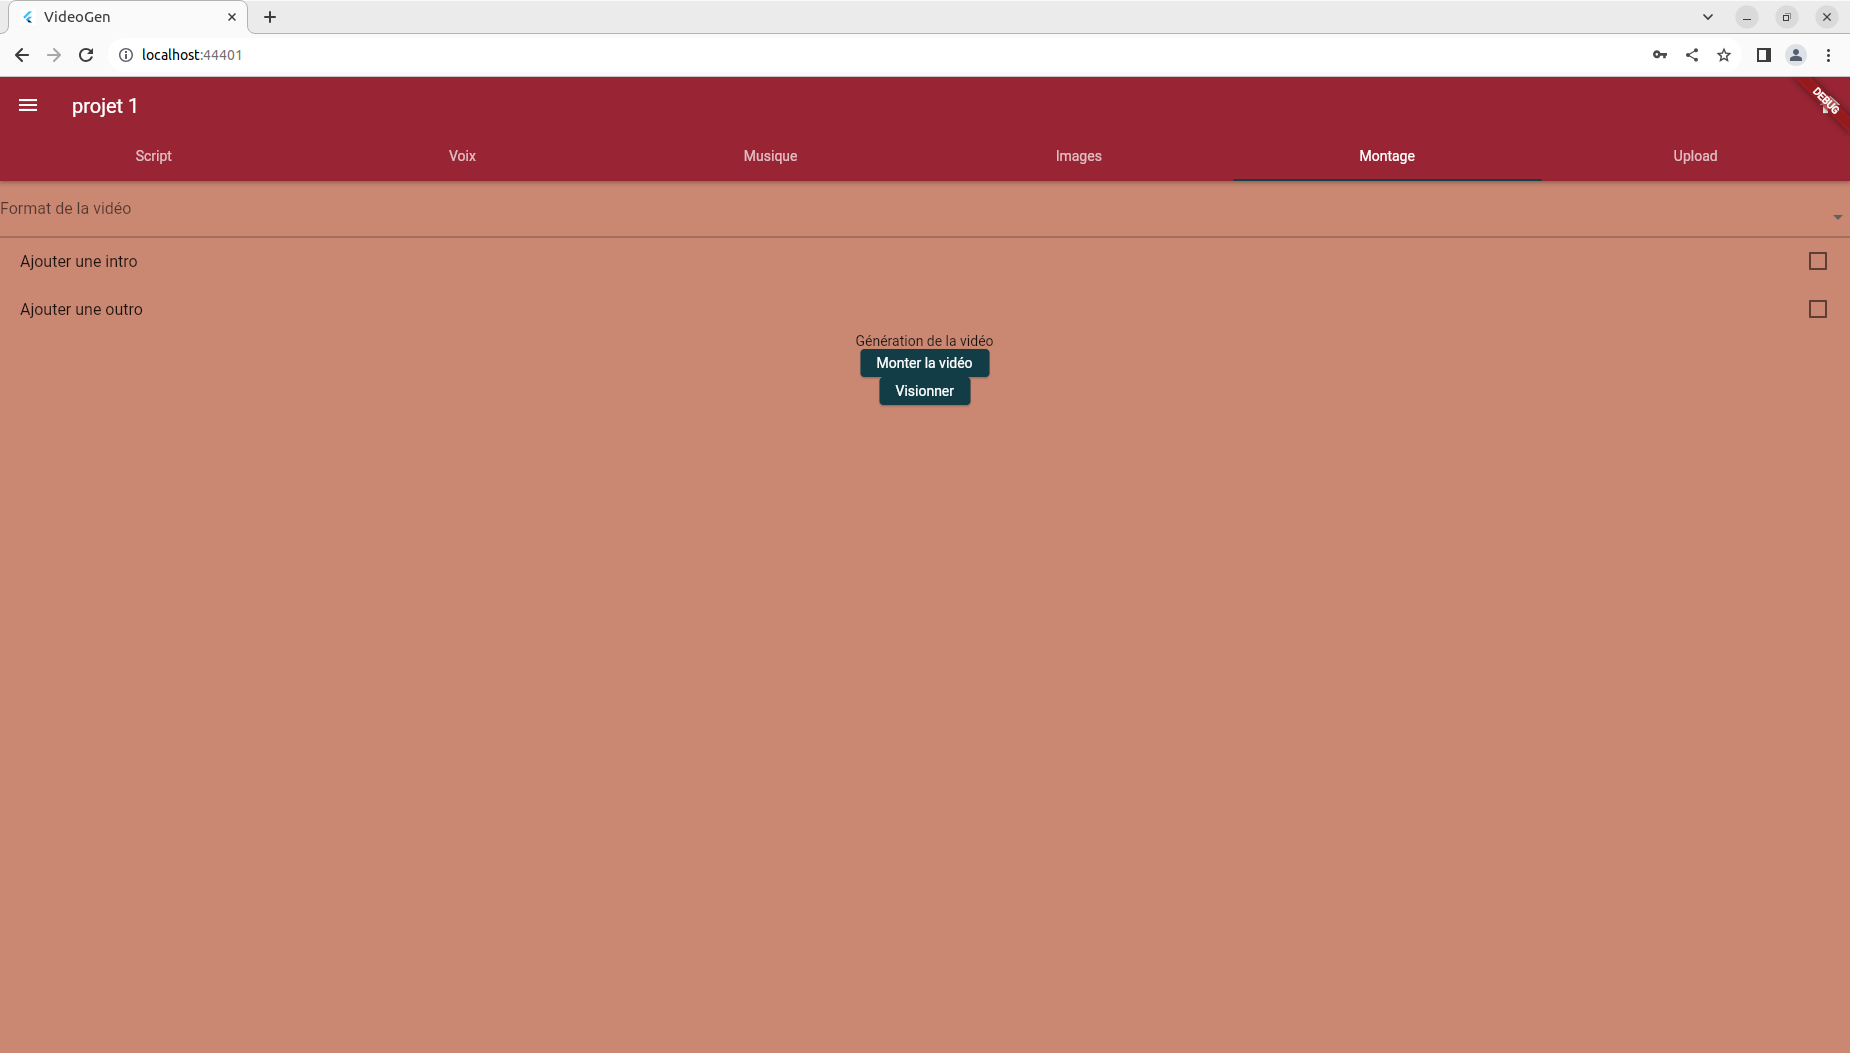 VideoGen
localhost:44401
projet 1
DEBUG
Script Voix Musique Images Montage Upload
Format de la vidéo
Ajouter une intro
Ajouter une outro
Génération de la vidéo
Monter la vidéo
Visionner